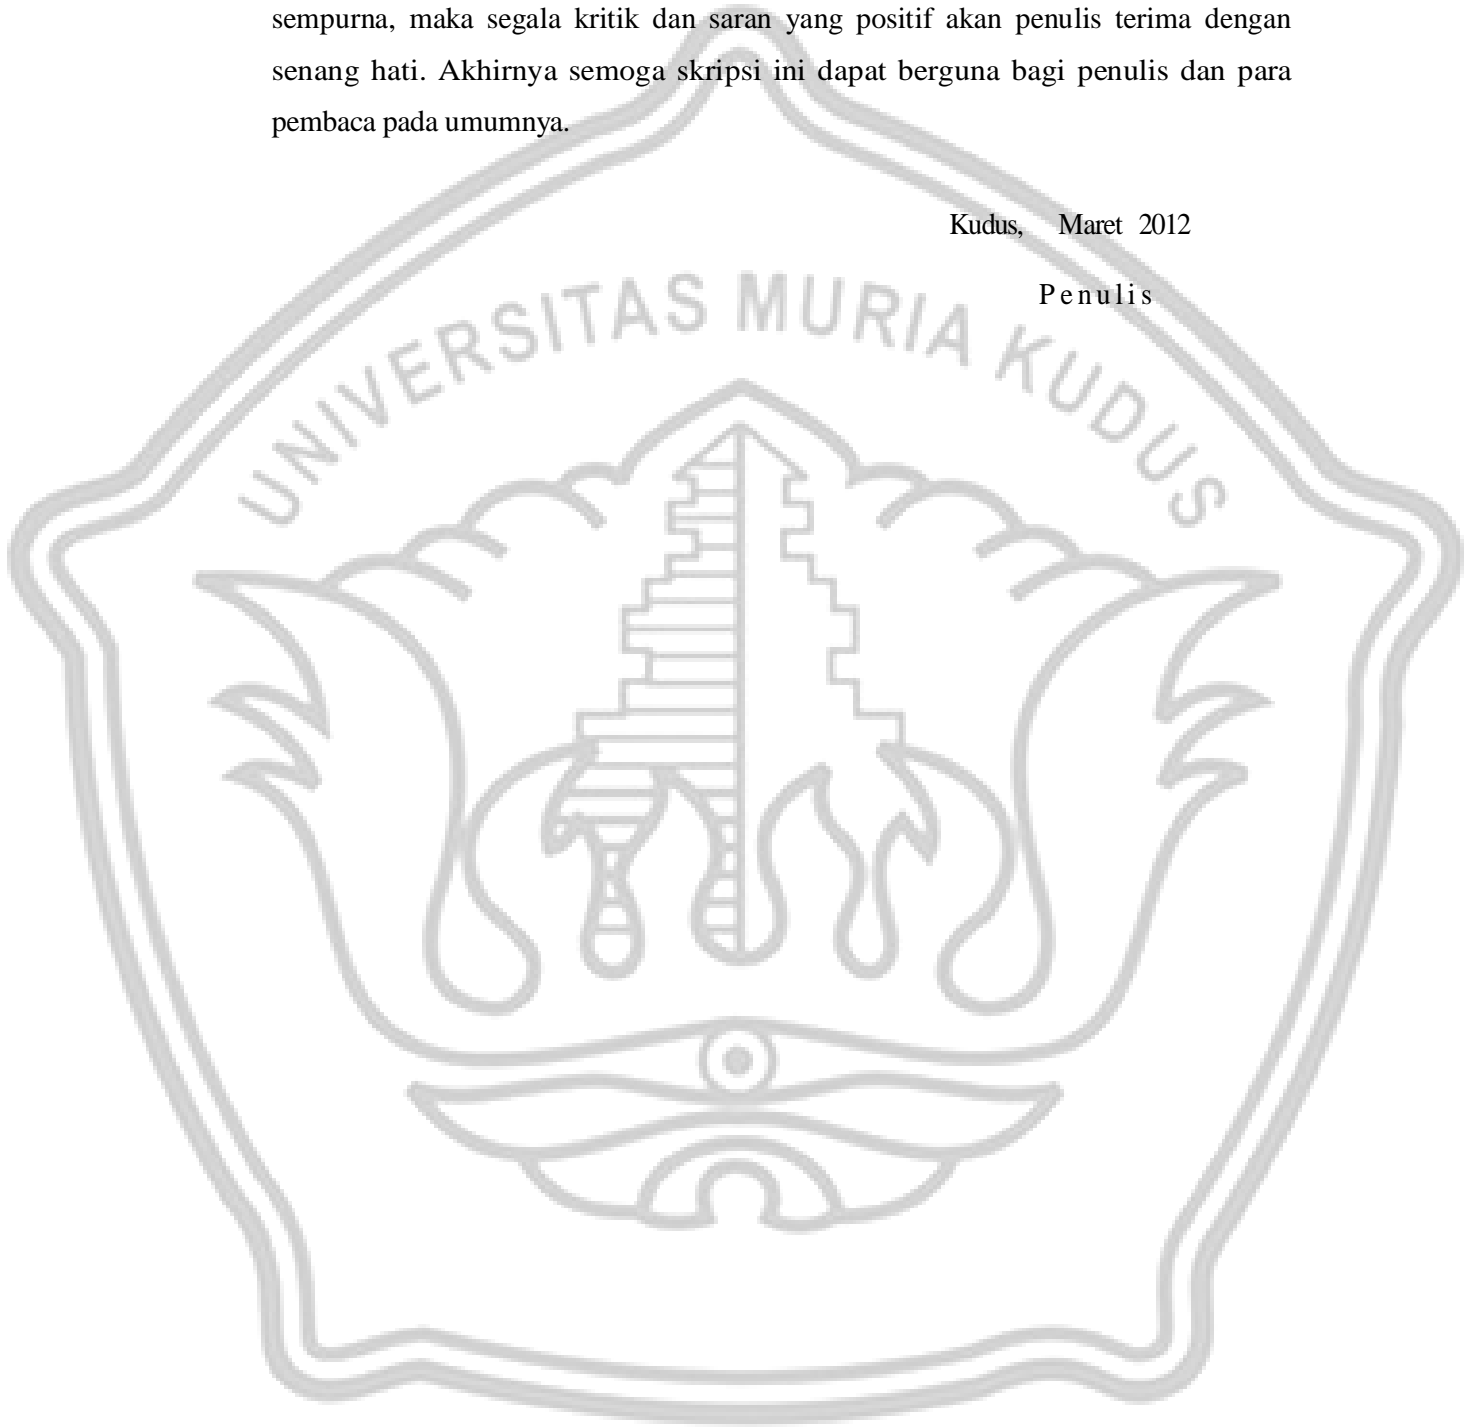 sempurna, maka segala kritik dan saran yang positif akan penulis terima dengan
senang hati. Akhirnya semoga skripsi ini dapat berguna bagi penulis dan para
pembaca pada umumnya.
Kudus, Maret 2012
Penulis
UNIVERSITAS MURIA KUDUS